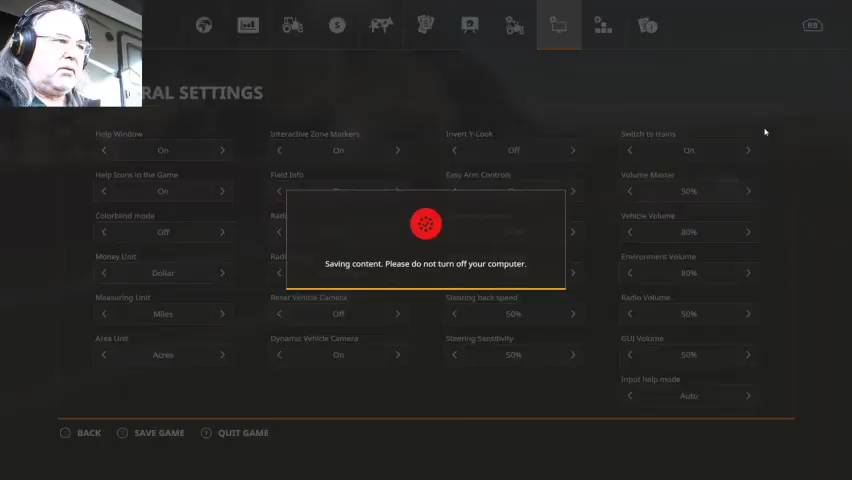 RAL SETTINGS
Help Window
On
Interactive Zone Markers
On
Invert Y-Look
Off
Switch to trains
On
Help Icons in the Game
On
Field Info
Easy Arm Controls
Volume Master
50%
Colorblind mode
Off
Radi
Vehicle Volume
80%
Money Unit
Dollar
Radi
Environment Volume
80%
Saving content. Please do not turn off your computer.
Measuring Unit
Miles
Reset Vehicle Camera
Off
Steering back speed
50%
Radio Volume
50%
Area Unit
Acres
Dynamic Vehicle Camera
On
Steering Sensitivity
50%
GUI Volume
50%
Input help mode
Auto
BACK
SAVE GAME
QUIT GAME